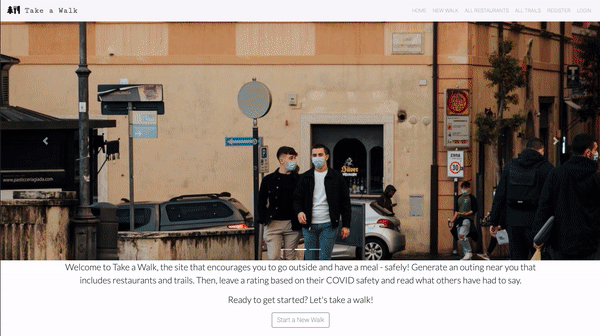 Take a Walk
HOME NEW WALK ALL RESTAURANTS ALL TRAILS REGISTER LOGIN
ZONA
30
Welcome to Take a Walk, the site that encourages you to go outside and have a meal - safely! Generate an outing near you that
includes restaurants and trails. Then, leave a rating based on their COVID safety and read what others have had to say.
Ready to get started? Let's take a walk!
Start a New Walk